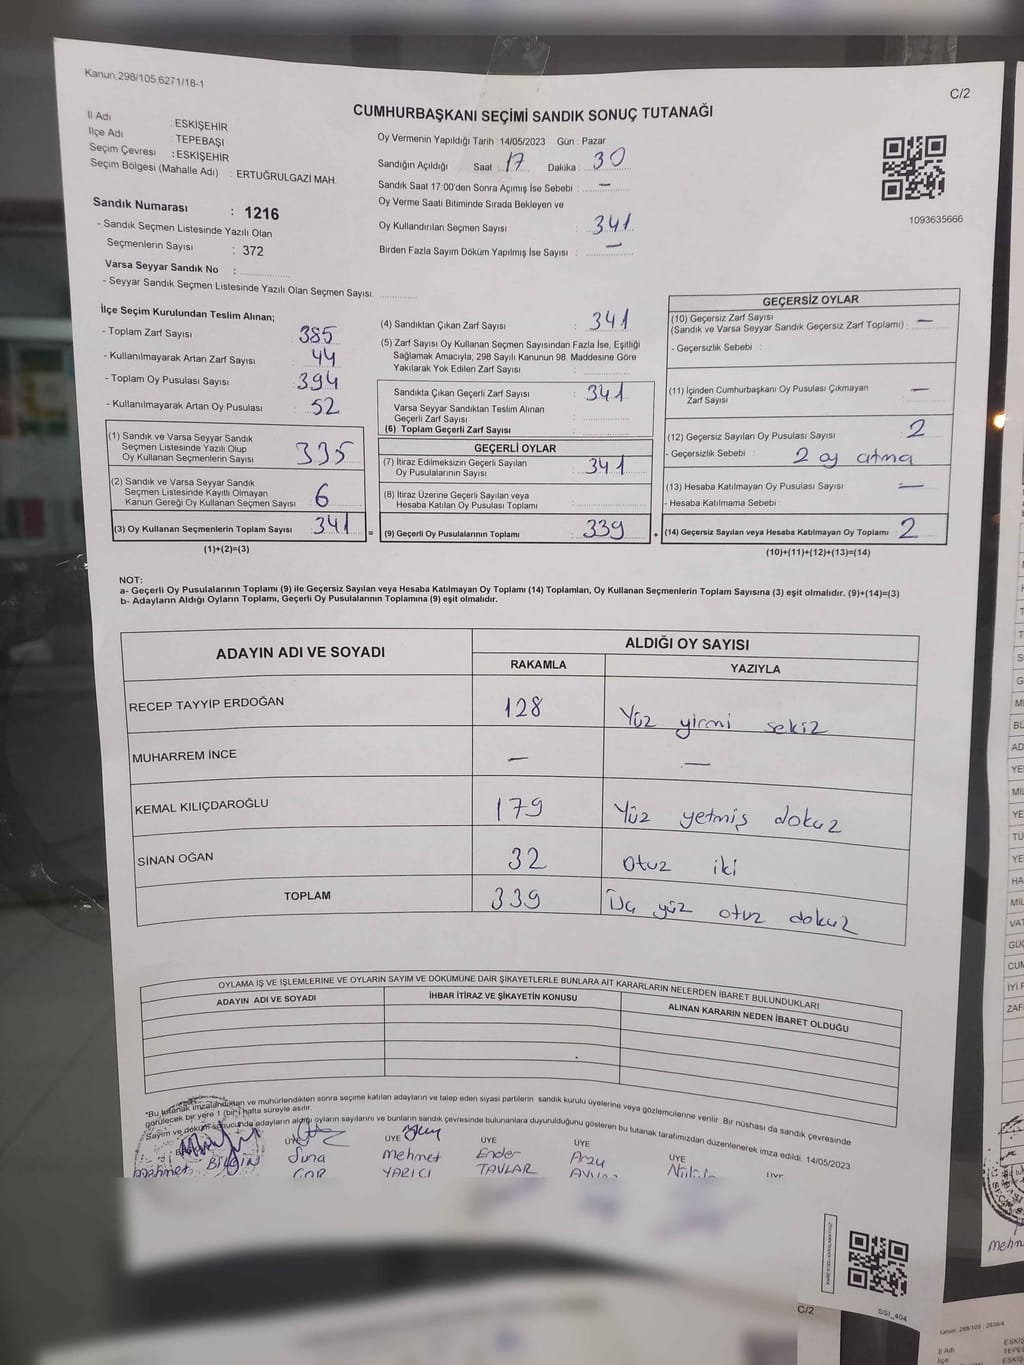 Kanun:298/105;6271/18-1
C/2
CUMHURBAŞKANI SEÇİMİ SANDIK SONUÇ TUTANAĞI
İl Adı : ESKİŞEHİR
İlçe Adı : TEPEBAŞI
Seçim Çevresi : ESKİŞEHİR
Seçim Bölgesi (Mahalle Adı) : ERTUĞRULGAZİ MAH.
Sandık Numarası : 1216
- Sandık Seçmen Listesinde Yazılı Olan
Seçmenlerin Sayısı : 372
Varsa Seyyar Sandık No :
- Seyyar Sandık Seçmen Listesinde Yazılı Olan Seçmen Sayısı:
Oy Vermenin Yapıldığı Tarih : 14/05/2023 Gün : Pazar
Sandığın Açıldığı Saat : 17 Dakika : 30
Sandık Saat 17.00'den Sonra Açımış İse Sebebi : —
Oy Verme Saati Bitiminde Sırada Bekleyen ve
Oy Kullandırılan Seçmen Sayısı : 341
Birden Fazla Sayım Döküm Yapılmış İse Sayısı : —
1093635666
İlçe Seçim Kurulundan Teslim Alınan;
- Toplam Zarf Sayısı : 385
- Kullanılmayarak Artan Zarf Sayısı : 44
- Toplam Oy Pusulası Sayısı : 394
- Kullanılmayarak Artan Oy Pusulası : 52
(1) Sandık ve Varsa Seyyar Sandık
Seçmen Listesinde Yazılı Olup
Oy Kullanan Seçmenlerin Sayısı : 335
(2) Sandık ve Varsa Seyyar Sandık
Seçmen Listesinde Kayıtlı Olmayan
Kanun Gereği Oy Kullanan Seçmen Sayısı : 6
(3) Oy Kullanan Seçmenlerin Toplam Sayısı : 341 =
(1)+(2)=(3)
(4) Sandıktan Çıkan Zarf Sayısı : 341
(5) Zarf Sayısı Oy Kullanan Seçmen Sayısından Fazla İse, Eşitliği
Sağlamak Amacıyla; 298 Sayılı Kanunun 98. Maddesine Göre
Yakılarak Yok Edilen Zarf Sayısı :
Sandıkta Çıkan Geçerli Zarf Sayısı : 341
Varsa Seyyar Sandıktan Teslim Alınan
Geçerli Zarf Sayısı :
(6) Toplam Geçerli Zarf Sayısı :
GEÇERLİ OYLAR
(7) İtiraz Edilmeksizin Geçerli Sayılan
Oy Pusulalarının Sayısı : 341
(8) İtiraz Üzerine Geçerli Sayılan veya
Hesaba Katılan Oy Pusulası Toplamı :
(9) Geçerli Oy Pusulalarının Toplamı : 339 +
GEÇERSİZ OYLAR
(10) Geçersiz Zarf Sayısı
(Sandık ve Varsa Seyyar Sandık Geçersiz Zarf Toplamı) : —
- Geçersizlik Sebebi :
(11) İçinden Cumhurbaşkanı Oy Pusulası Çıkmayan
Zarf Sayısı : —
(12) Geçersiz Sayılan Oy Pusulası Sayısı : 2
- Geçersizlik Sebebi : 2 oy atma
(13) Hesaba Katılmayan Oy Pusulası Sayısı : —
- Hesaba Katılmama Sebebi :
(14) Geçersiz Sayılan veya Hesaba Katılmayan Oy Toplamı : 2
(10)+(11)+(12)+(13)=(14)
NOT:
a- Geçerli Oy Pusulalarının Toplamı (9) ile Geçersiz Sayılan veya Hesaba Katılmayan Oy Toplamı (14) Toplamları, Oy Kullanan Seçmenlerin Toplam Sayısına (3) eşit olmalıdır. (9)+(14)=(3)
b- Adayların Aldığı Oyların Toplamı, Geçerli Oy Pusulalarının Toplamına (9) eşit olmalıdır.
ADAYIN ADI VE SOYADI
ALDIĞI OY SAYISI
RAKAMLA YAZIYLA
RECEP TAYYİP ERDOĞAN 128 Yüz yirmi sekiz
MUHARREM İNCE — —
KEMAL KILIÇDAROĞLU 179 Yüz yetmiş dokuz
SİNAN OĞAN 32 Otuz iki
TOPLAM 339 Üç yüz otuz dokuz
OYLAMA İŞ VE İŞLEMLERİNE VE OYLARIN SAYIM VE DÖKÜMÜNE DAİR ŞİKAYETLERLE BUNLARA AİT KARARLARIN NELERDEN İBARET BULUNDUKLARI
ADAYIN ADI VE SOYADI İHBAR İTİRAZ VE ŞİKAYETİN KONUSU ALINAN KARARIN NEDEN İBARET OLDUĞU
*Bu tutanak imzalandıktan ve mühürlendikten sonra seçime katılan adayların ve talep eden siyasi partilerin sandık kurulu üyelerine veya gözlemcilerine verilir. Bir nüshası da sandık çevresinde
görülecek bir yere 1 (bir) hafta süreyle asılır.
Sayım ve döküm sonucunda adayların aldığı oyların sayılarını ve bunların sandık çevresinde bulunanlara duyurulduğunu gösteren bu tutanak tarafımızdan düzenlenerek imza edildi. 14/05/2023
ÜYE ÜYE ÜYE ÜYE ÜYE ÜYE
Mehmet BİLGİN Suna Mehmet Ender Arzu
YAZICI TAVLAR
C/2
SSİ_404